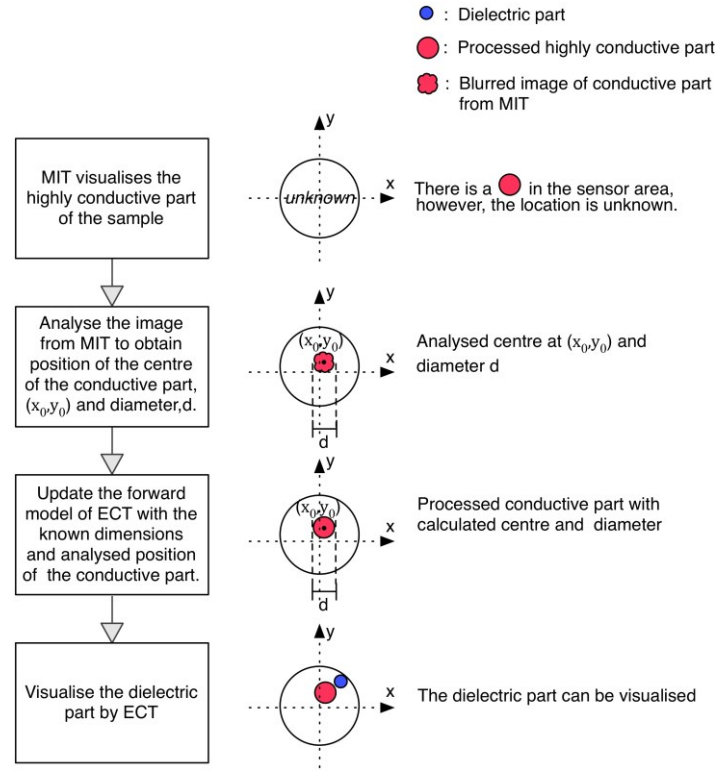 : Dielectric part
: Processed highly conductive part
: Blurred image of conductive part
from MIT
MIT visualises the
highly conductive part
of the sample
y
x
unknown
There is a in the sensor area,
however, the location is unknown.
Analyse the image
from MIT to obtain
position of the centre
of the conductive part,
(x₀,y₀) and diameter,d.
y
(x₀,y₀)
x
d
Analysed centre at (x₀,y₀) and
diameter d
Update the forward
model of ECT with the
known dimensions
and analysed position
of the conductive part.
y
(x₀,y₀)
x
d
Processed conductive part with
calculated centre and diameter
Visualise the dielectric
part by ECT
y
x
The dielectric part can be visualised